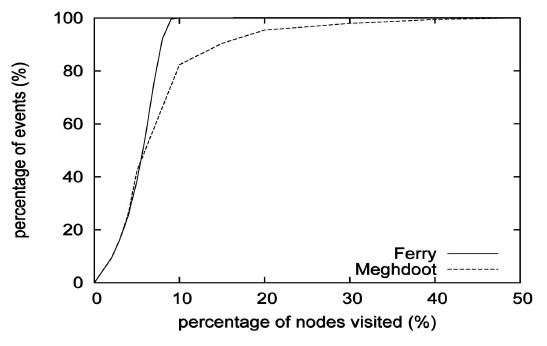 percentage of events (%)
100
80
60
40
20
0
Ferry
Meghdoot
0 10 20 30 40 50
percentage of nodes visited (%)